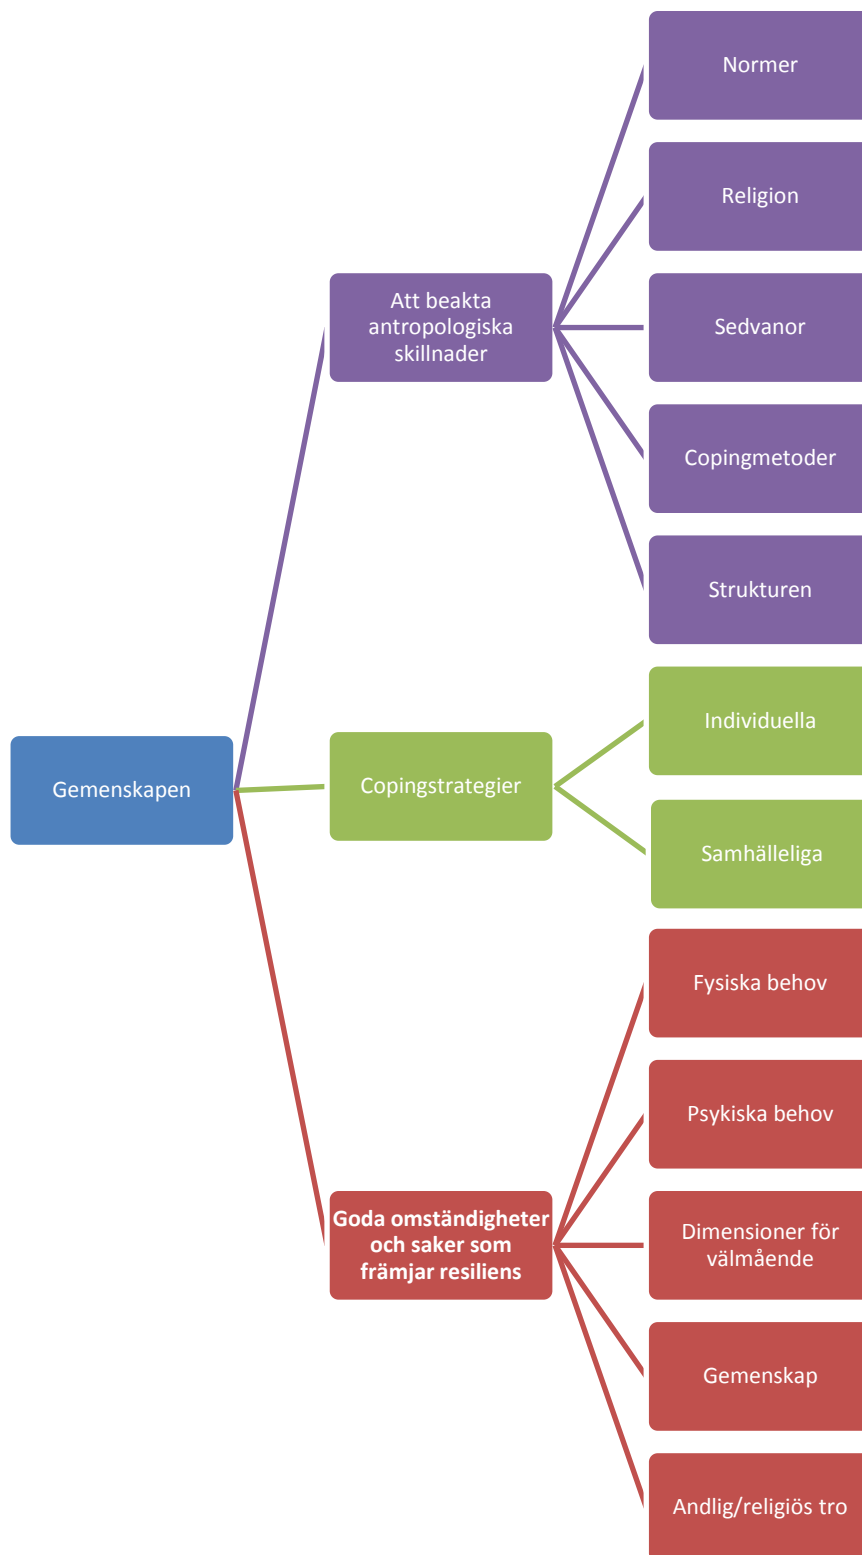 Gemenskapen
Att beakta
antropologiska
skillnader
Normer
Religion
Sedvanor
Copingmetoder
Strukturen
Copingstrategier
Individuella
Samhälleliga
Goda omständigheter
och saker som
främjar resiliens
Fysiska behov
Psykiska behov
Dimensioner för
välmående
Gemenskap
Andlig/religiös tro